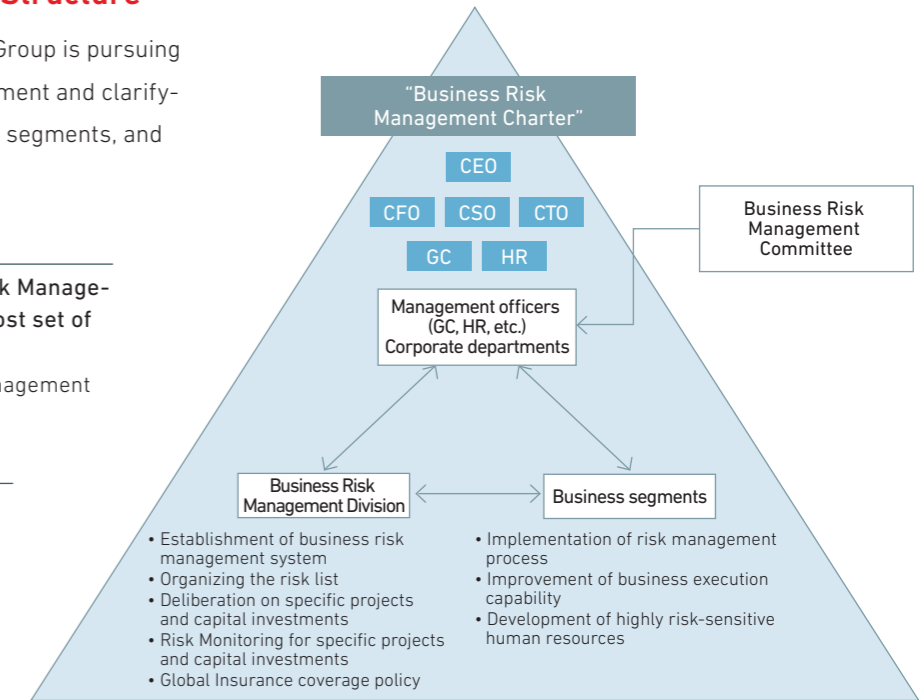 Structure
Group is pursuing
ment and clarify-
segments, and
k Manage-
ost set of
nagement
"Business Risk
Management Charter"
CEO
CFO CSO CTO
GC HR
Business Risk
Management
Committee
Management officers
(GC, HR, etc.)
Corporate departments
Business Risk
Management Division
Business segments
• Establishment of business risk
management system
• Organizing the risk list
• Deliberation on specific projects
and capital investments
• Risk Monitoring for specific projects
and capital investments
• Global Insurance coverage policy
• Implementation of risk management
process
• Improvement of business execution
capability
• Development of highly risk-sensitive
human resources